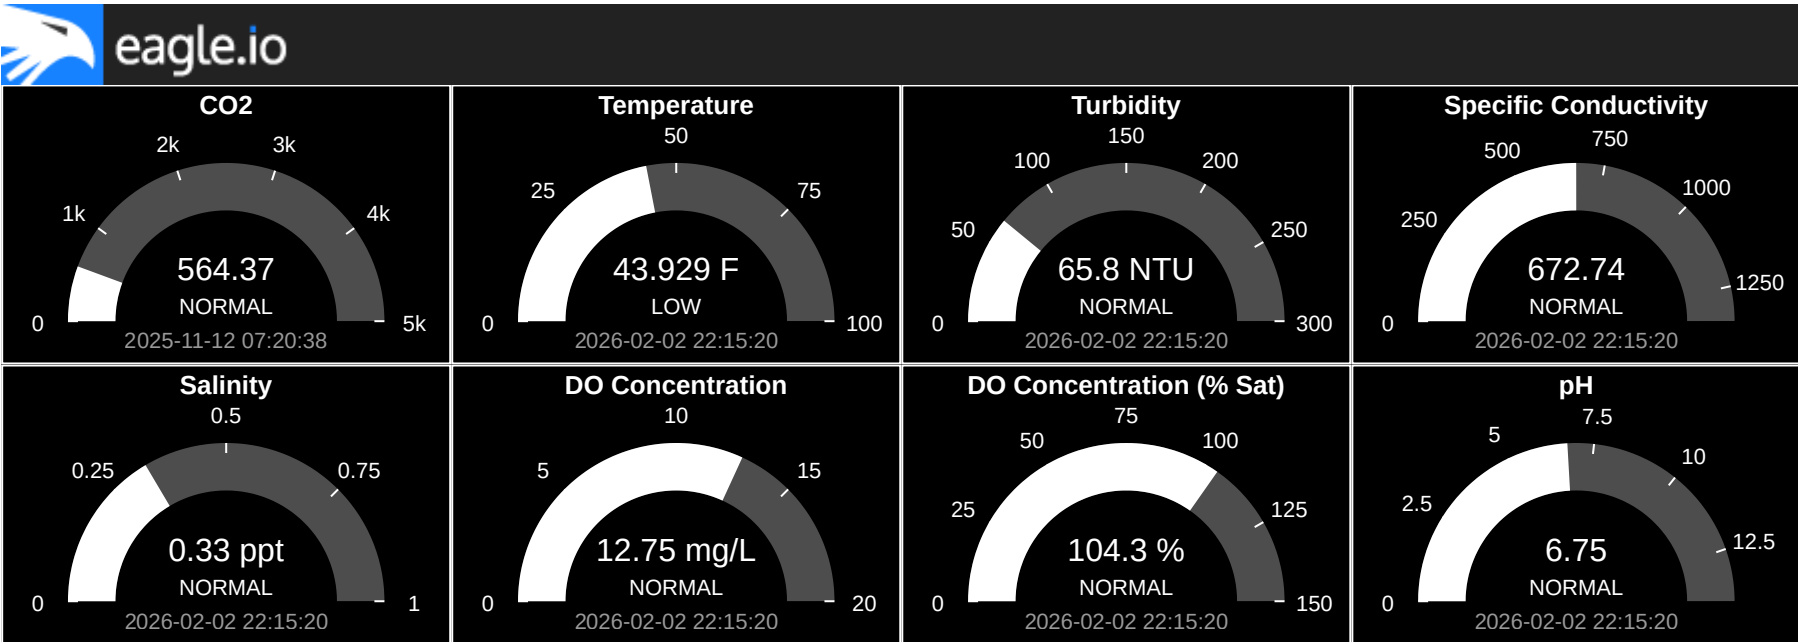 eagle.io
CO2
0
1k
2k
3k
4k
5k
564.37
NORMAL
2025-11-12 07:20:38
Temperature
0
25
50
75
100
43.929 F
LOW
2026-02-02 22:15:20
Turbidity
0
50
100
150
200
250
300
65.8 NTU
NORMAL
2026-02-02 22:15:20
Specific Conductivity
0
250
500
750
1000
1250
672.74
NORMAL
2026-02-02 22:15:20
Salinity
0
0.25
0.5
0.75
1
0.33 ppt
NORMAL
2026-02-02 22:15:20
DO Concentration
0
5
10
15
20
12.75 mg/L
NORMAL
2026-02-02 22:15:20
DO Concentration (% Sat)
0
25
50
75
100
125
150
104.3 %
NORMAL
2026-02-02 22:15:20
pH
0
2.5
5
7.5
10
12.5
6.75
NORMAL
2026-02-02 22:15:20